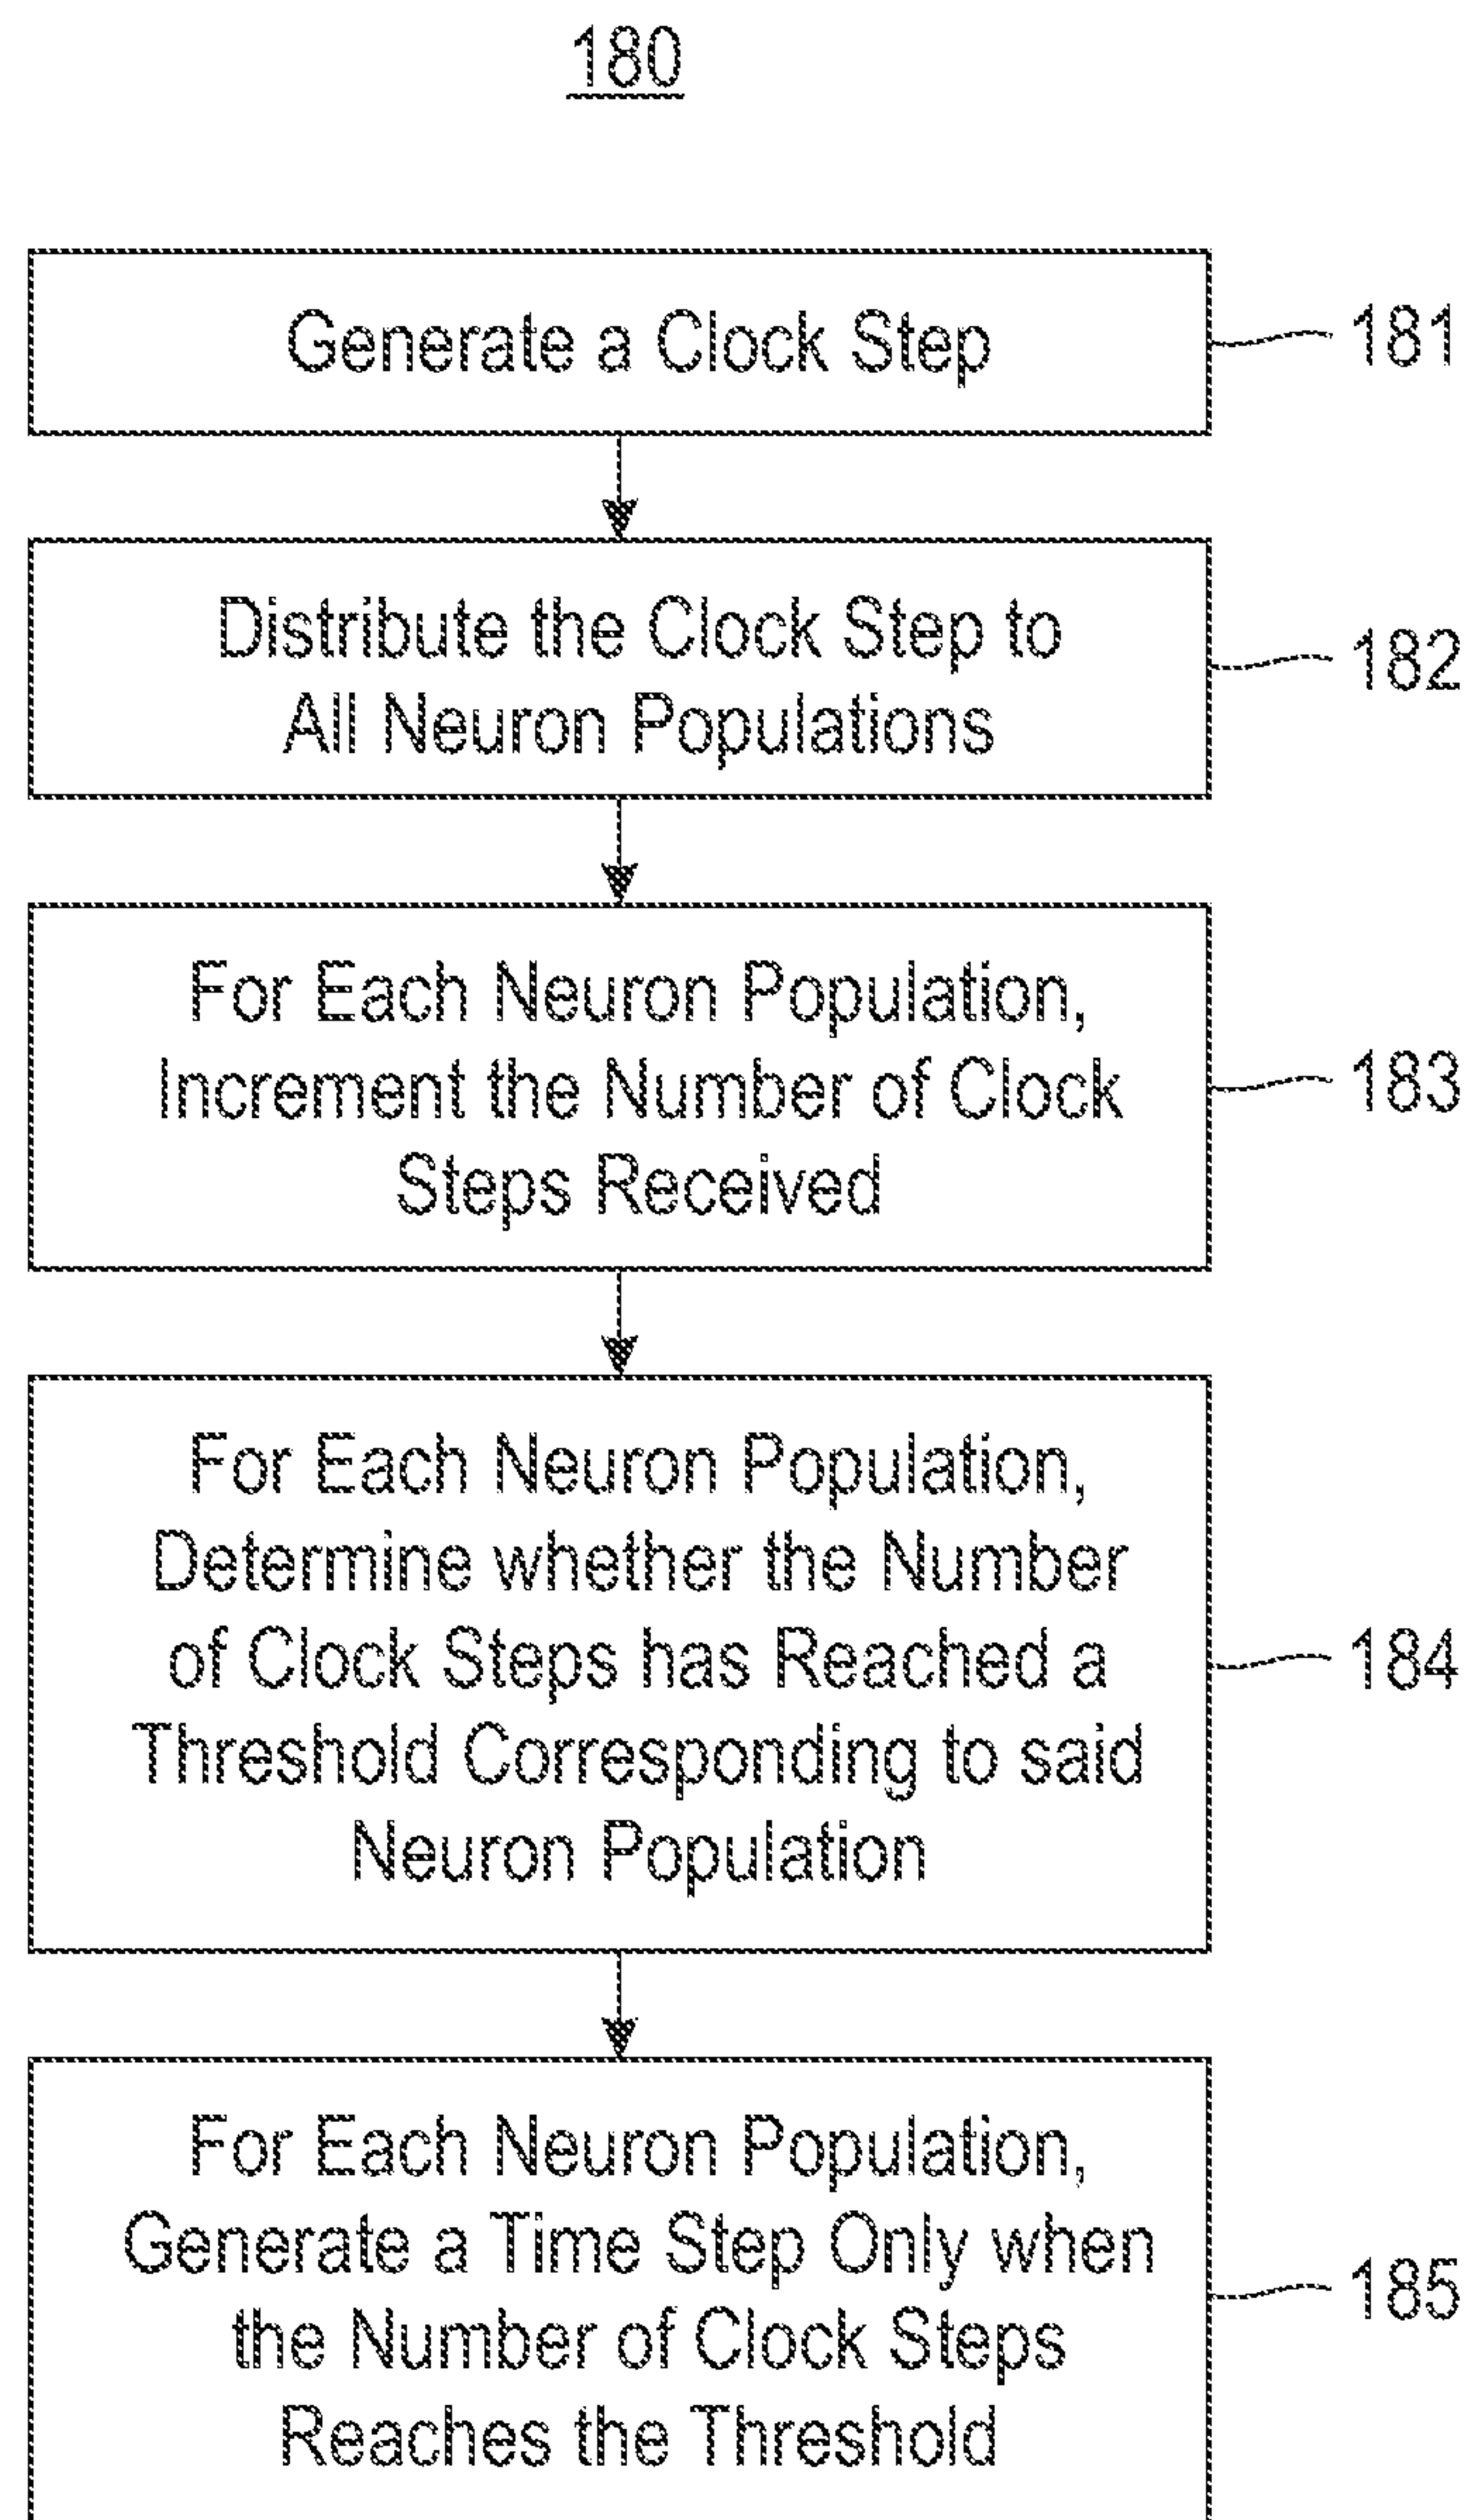 180
Generate a Clock Step
181
Distribute the Clock Step to
All Neuron Populations
182
For Each Neuron Population,
Increment the Number of Clock
Steps Received
183
For Each Neuron Population,
Determine whether the Number
of Clock Steps has Reached a
Threshold Corresponding to said
Neuron Population
184
For Each Neuron Population,
Generate a Time Step Only when
the Number of Clock Steps
Reaches the Threshold
185